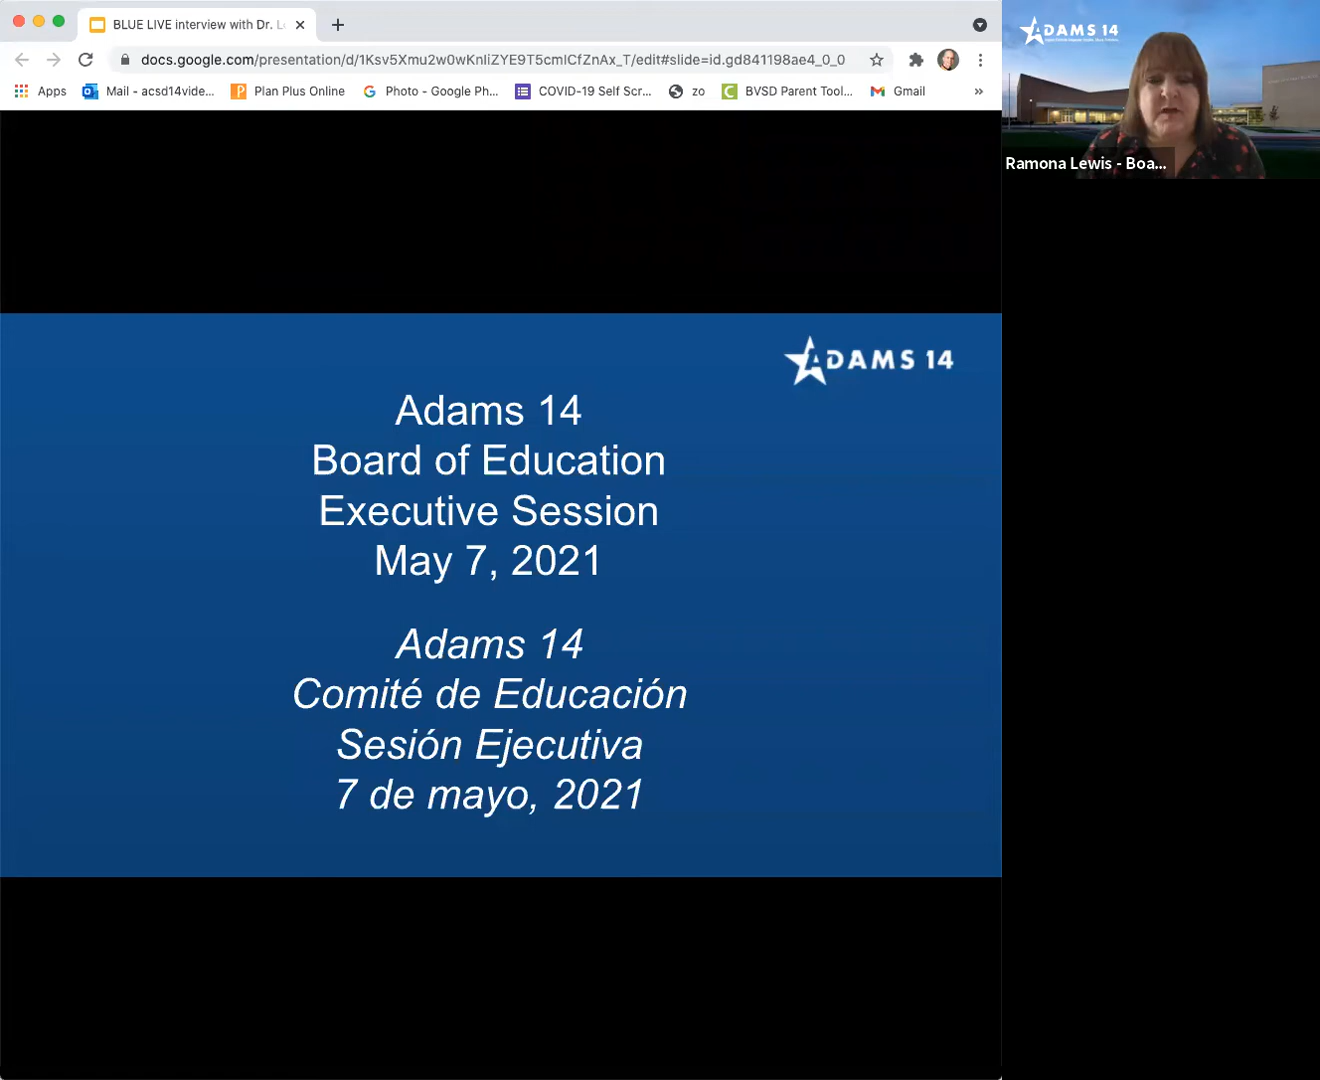 BLUE LIVE interview with Dr. L
docs.google.com/presentation/d/1Ksv5Xmu2w0wKnIiZYE9T5cmlCfZnAx_T/edit#slide=id.gd841198ae4_0_0
Apps
Mail - acsd14vide...
Plan Plus Online
Photo - Google Ph...
COVID-19 Self Scr...
zo
BVSD Parent Tool...
Gmail
»
ADAMS 14
Ramona Lewis - Boa...
ADAMS 14
Adams 14
Board of Education
Executive Session
May 7, 2021
Adams 14
Comité de Educación
Sesión Ejecutiva
7 de mayo, 2021